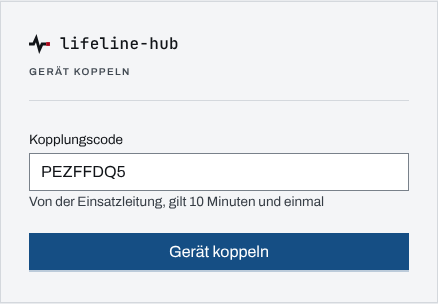 lifeline-hub
GERÄT KOPPELN
Kopplungscode
PEZFFDQ5
Von der Einsatzleitung, gilt 10 Minuten und einmal
Gerät koppeln